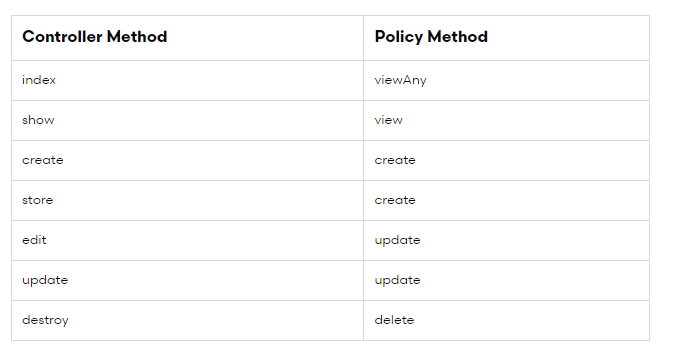 Controller Method Policy Method
index viewAny
show view
create create
store create
edit update
update update
destroy delete